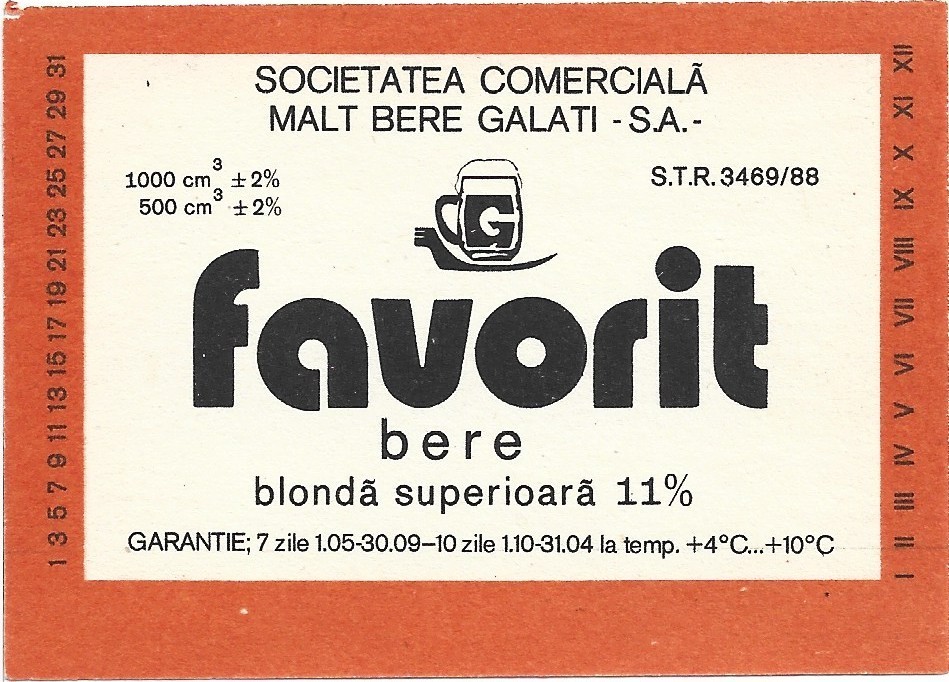 SOCIETATEA COMERCIALÃ
MALT BERE GALATI - S.A. -
1000 cm³ ± 2%
500 cm³ ± 2%
S.T.R. 3469/88
G
favorit
bere
blondã superioarã 11%
GARANTIE; 7 zile 1.05-30.09–10 zile 1.10-31.04 la temp. +4°C...+10°C
1 3 5 7 9 11 13 15 17 19 21 23 25 27 29 31
I II III IV V VI VII VIII IX X XI XII